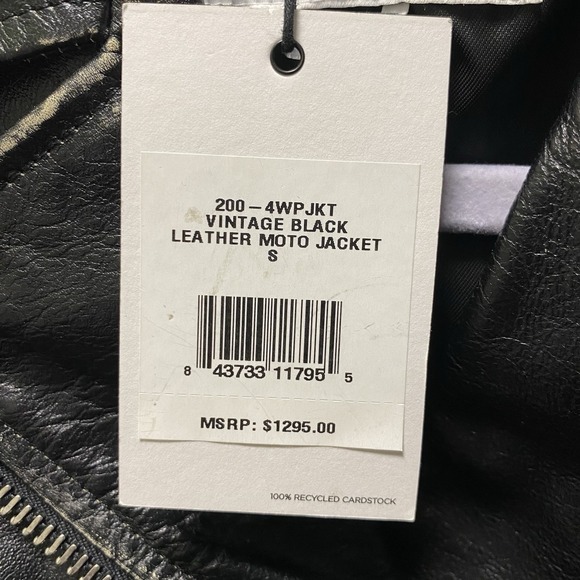 200-4WPJKT
VINTAGE BLACK
LEATHER MOTO JACKET
S
8 43733 11795 5
MSRP: $1295.00
100% RECYCLED CARDSTOCK